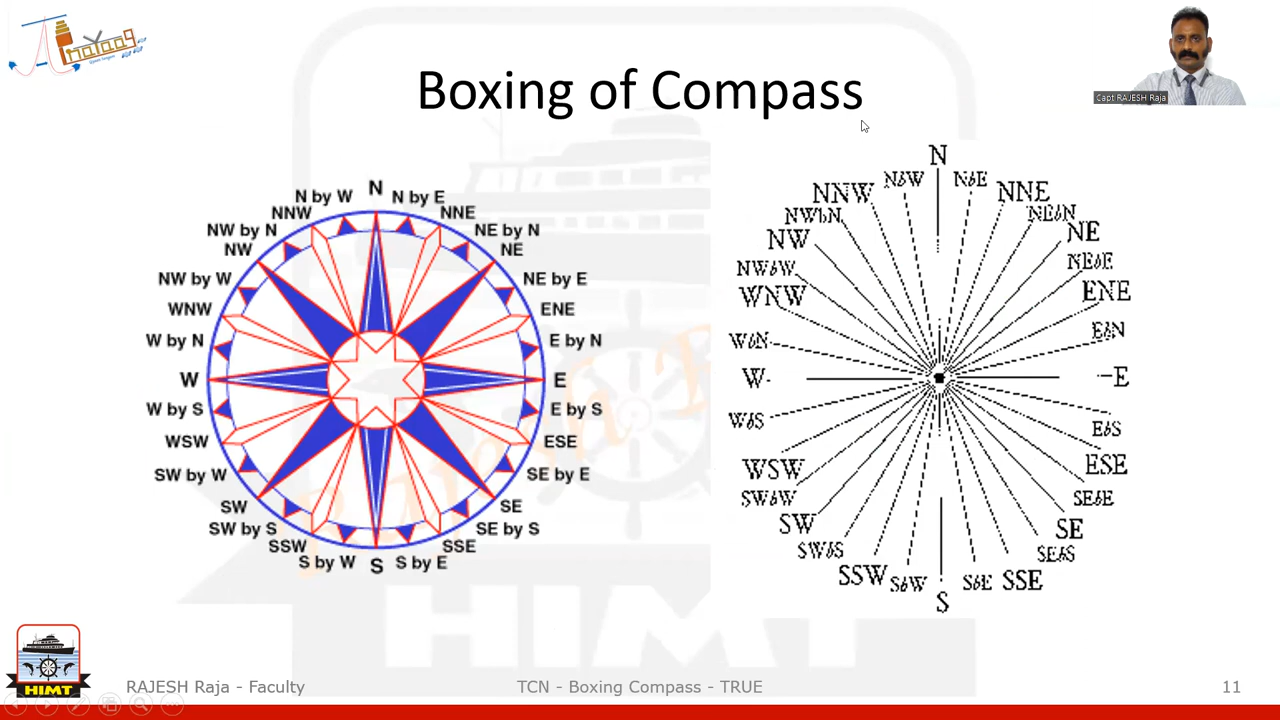 Prayaag
Boxing of Compass
Capt RAJESH Raja
N
N by W
N by E
NNW
NNE
NW by N
NE by N
NW
NE
NW by W
NE by E
WNW
ENE
W by N
E by N
W
E
W by S
E by S
WSW
ESE
SW by W
SE by E
SW
SE
SW by S
SE by S
SSW
SSE
S by W
S by E
S
N
NbW
NbE
NNW
NNE
NWbN
NEbN
NW
NE
NWbW
NEbE
WNW
ENE
WbN
EbN
W
E
WbS
EbS
WSW
ESE
SWbW
SEbE
SW
SE
SWbS
SEbS
SSW
SSE
SbW
SbE
S
HIMT
HIMT
RAJESH Raja - Faculty
TCN - Boxing Compass - TRUE
11